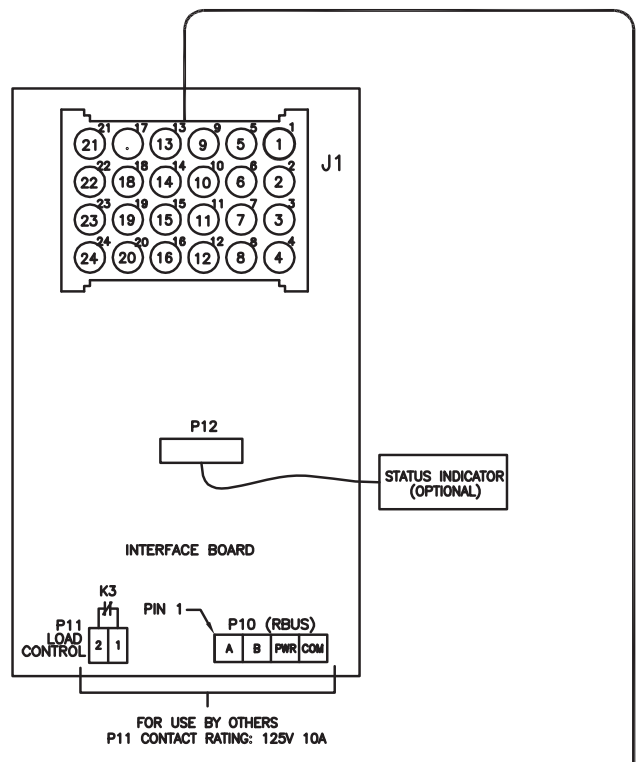 21 17 13 9 5 1
21 . 13 9 5 1
J1
22 18 14 10 6 2
22 18 14 10 6 2
23 19 15 11 7 3
23 19 15 11 7 3
24 20 16 12 8 4
24 20 16 12 8 4
P12
STATUS INDICATOR
(OPTIONAL)
INTERFACE BOARD
K3
PIN 1
P11
LOAD
CONTROL
2 1
P10 (RBUS)
A B PWR COM
FOR USE BY OTHERS
P11 CONTACT RATING: 125V 10A